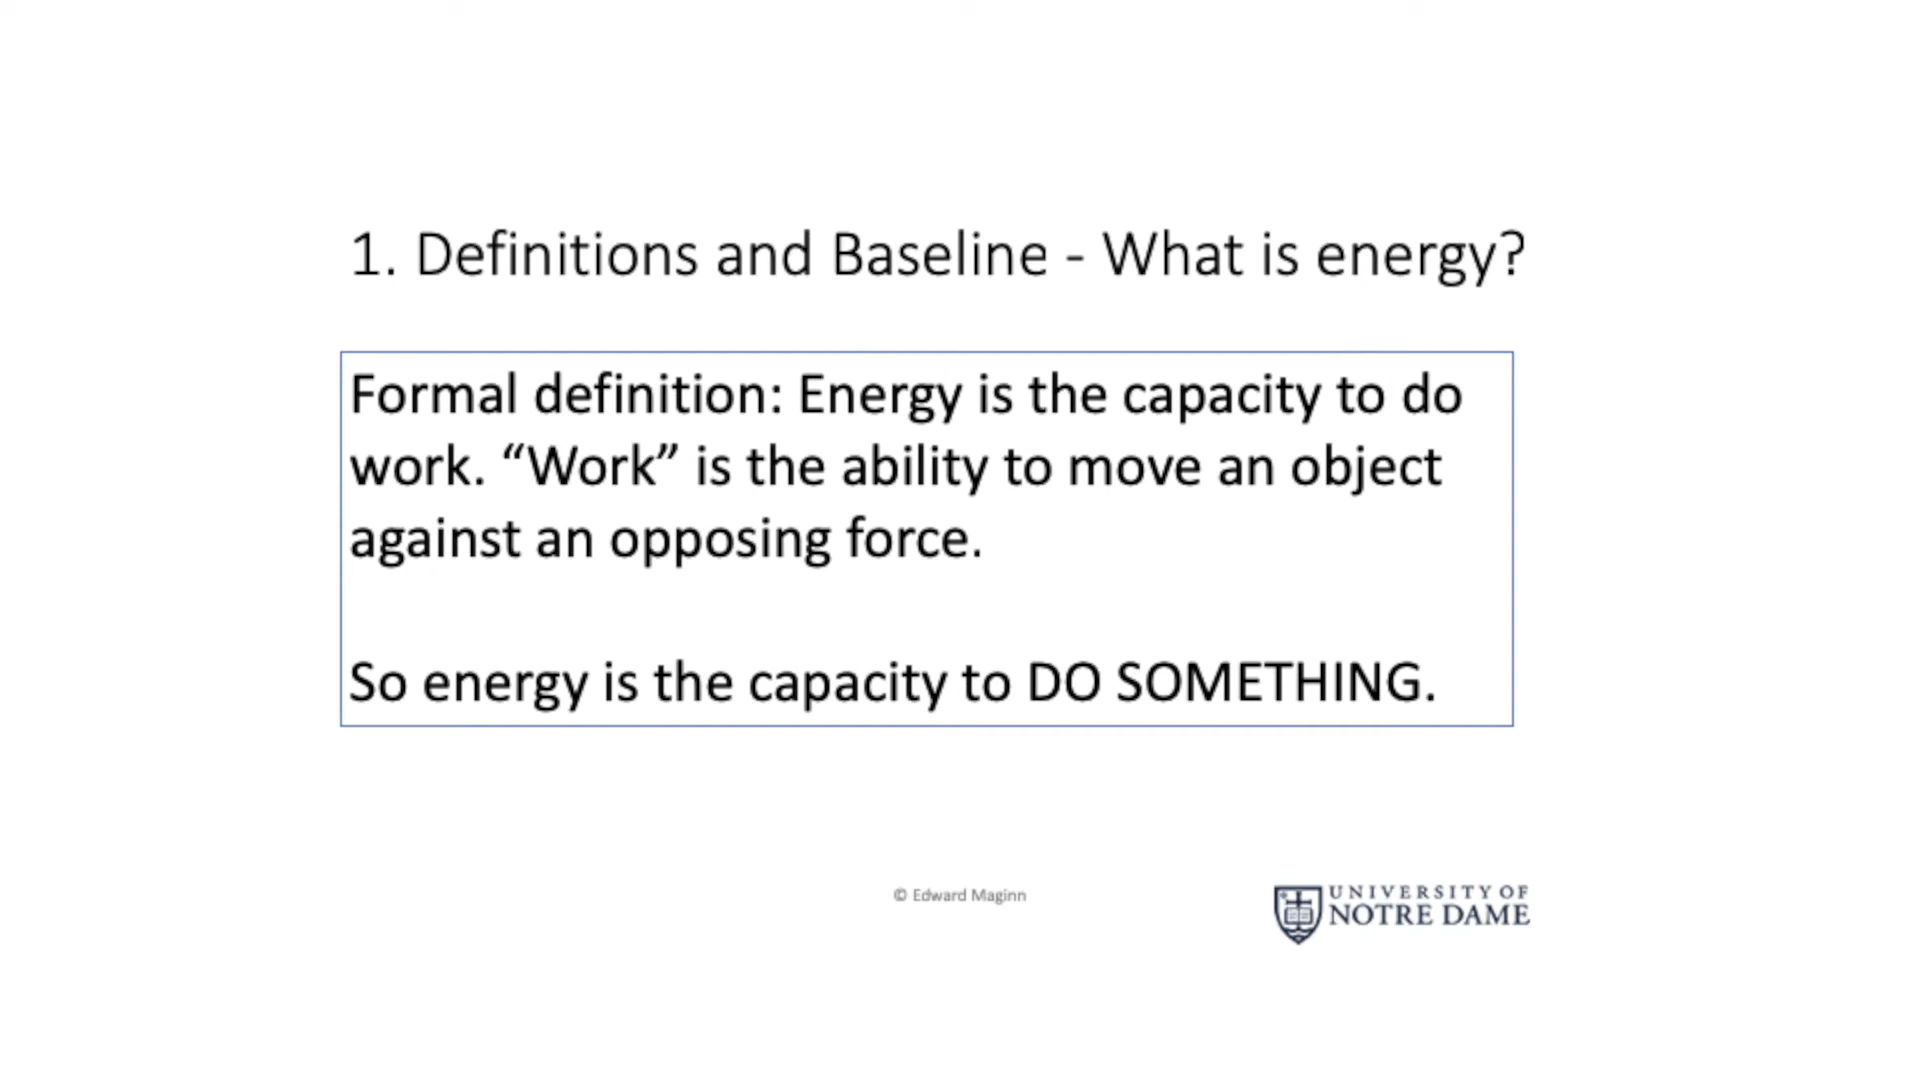 1. Definitions and Baseline - What is energy?
Formal definition: Energy is the capacity to do
work. “Work” is the ability to move an object
against an opposing force.
So energy is the capacity to DO SOMETHING.
© Edward Maginn
UNIVERSITY OF
NOTRE DAME